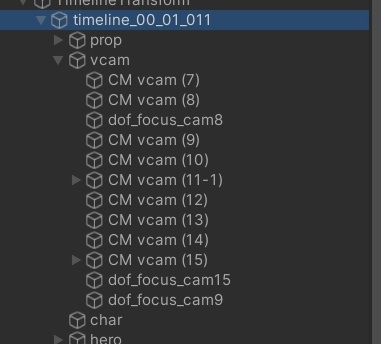 TimelineTransform
timeline_00_01_011
prop
vcam
CM vcam (7)
CM vcam (8)
dof_focus_cam8
CM vcam (9)
CM vcam (10)
CM vcam (11-1)
CM vcam (12)
CM vcam (13)
CM vcam (14)
CM vcam (15)
dof_focus_cam15
dof_focus_cam9
char
hero